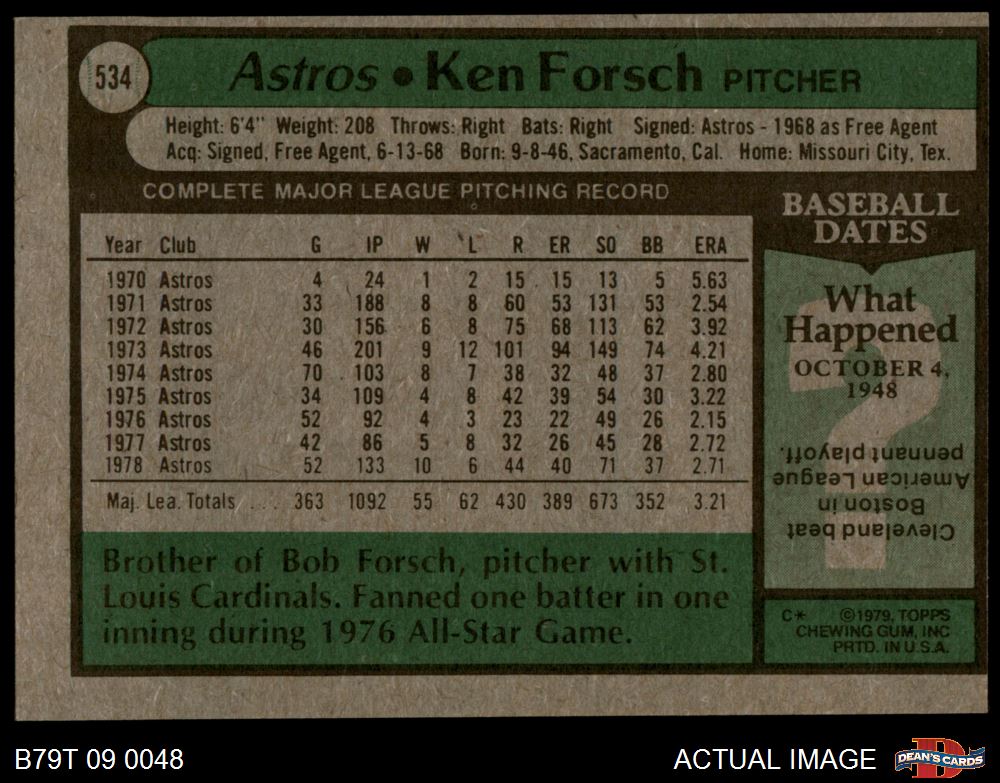 534
Astros • Ken Forsch PITCHER
Height: 6'4" Weight: 208 Throws: Right Bats: Right Signed: Astros - 1968 as Free Agent
Acq: Signed, Free Agent, 6-13-68 Born: 9-8-46, Sacramento, Cal. Home: Missouri City, Tex.
COMPLETE MAJOR LEAGUE PITCHING RECORD
Year Club G IP W L R ER SO BB ERA
1970 Astros 4 24 1 2 15 15 13 5 5.63
1971 Astros 33 188 8 8 60 53 131 53 2.54
1972 Astros 30 156 6 8 75 68 113 62 3.92
1973 Astros 46 201 9 12 101 94 149 74 4.21
1974 Astros 70 103 8 7 38 32 48 37 2.80
1975 Astros 34 109 4 8 42 39 54 30 3.22
1976 Astros 52 92 4 3 23 22 49 26 2.15
1977 Astros 42 86 5 8 32 26 45 28 2.72
1978 Astros 52 133 10 6 44 40 71 37 2.71
Maj. Lea. Totals . . . 363 1092 55 62 430 389 673 352 3.21
Brother of Bob Forsch, pitcher with St.
Louis Cardinals. Fanned one batter in one
inning during 1976 All-Star Game.
BASEBALL
DATES
What
Happened
OCTOBER 4,
1948
?
Cleveland beat
Boston in
American League
pennant playoff.
C* ©1979, TOPPS
CHEWING GUM, INC
PRTD. IN U.S.A.
B79T 09 0048
ACTUAL IMAGE
D
DEAN'S CARDS